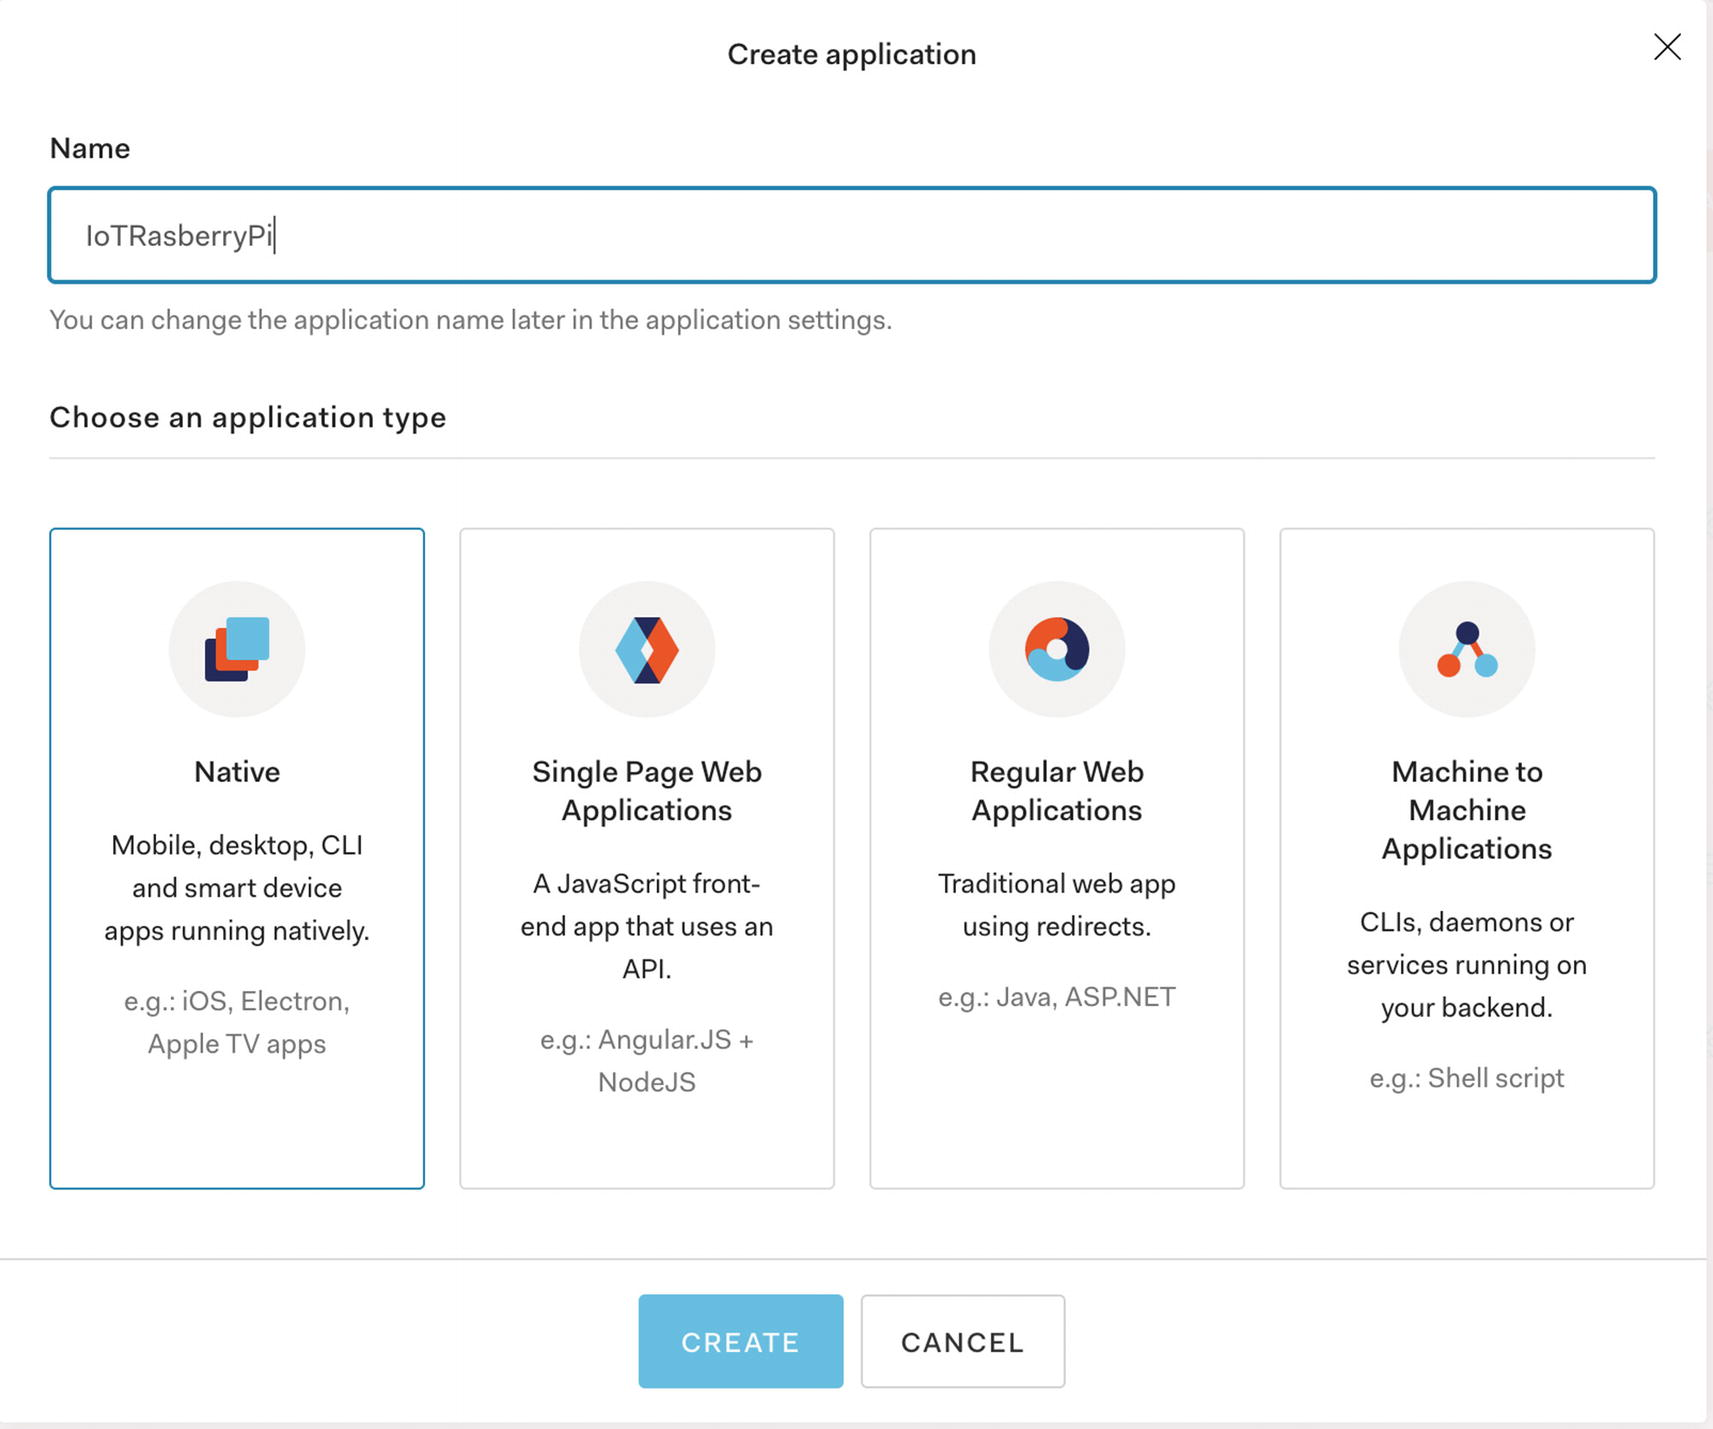 Create application
Name
IoTRasberryPi
You can change the application name later in the application settings.
Choose an application type
Native
Mobile, desktop, CLI
and smart device
apps running natively.
e.g.: iOS, Electron,
Apple TV apps
Single Page Web
Applications
A JavaScript front-
end app that uses an
API.
e.g.: Angular.JS +
NodeJS
Regular Web
Applications
Traditional web app
using redirects.
e.g.: Java, ASP.NET
Machine to
Machine
Applications
CLIs, daemons or
services running on
your backend.
e.g.: Shell script
CREATE
CANCEL